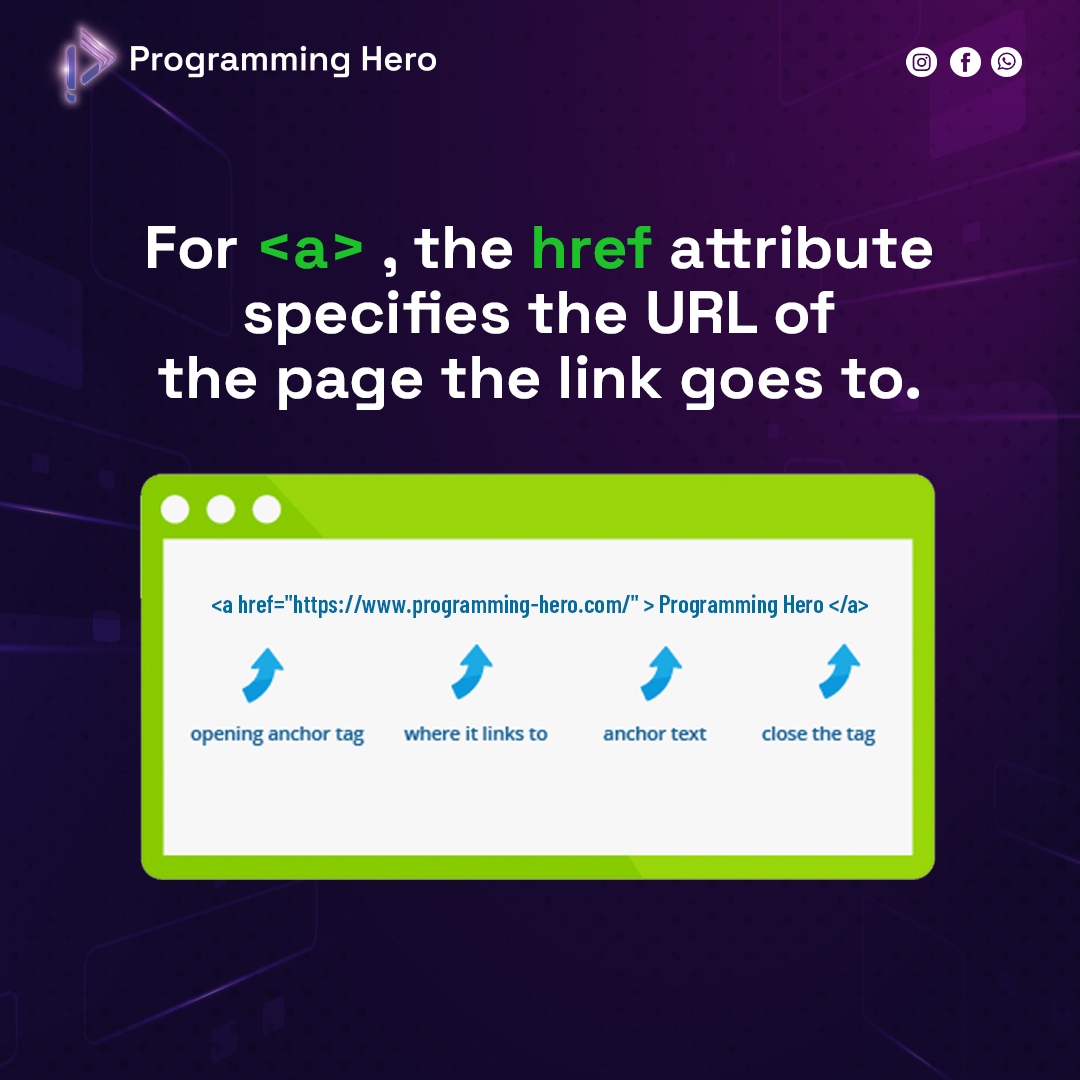 Programming Hero
For <a> , the href attribute
specifies the URL of
the page the link goes to.
<a href="https://www.programming-hero.com/" > Programming Hero </a>
opening anchor tag
where it links to
anchor text
close the tag